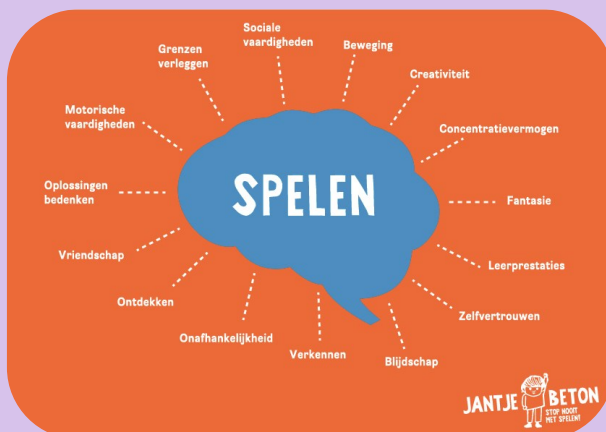 Sociale
vaardigheden
Beweging
Creativiteit
Concentratievermogen
Fantasie
Leerprestaties
Zelfvertrouwen
Blijdschap
Verkennen
Onafhankelijkheid
Ontdekken
Vriendschap
Oplossingen
bedenken
Motorische
vaardigheden
Grenzen
verleggen
SPELEN
JANTJE BETON
STOP NOOIT
MET SPELEN!